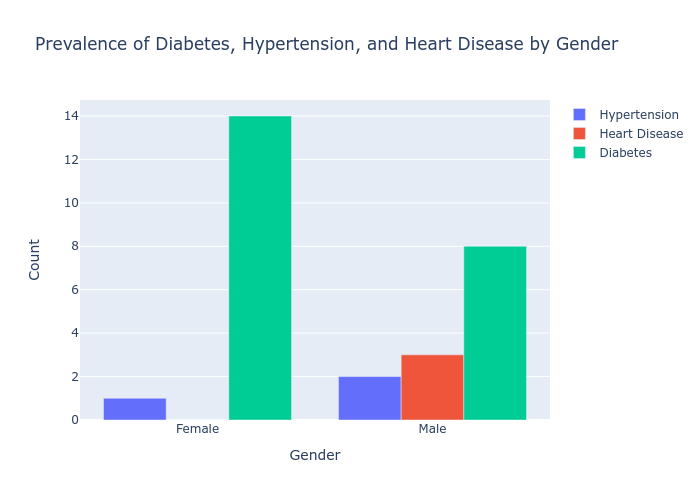 Prevalence of Diabetes, Hypertension, and Heart Disease by Gender
Hypertension
Heart Disease
Diabetes
Count
14
12
10
8
6
4
2
0
Female
Male
Gender